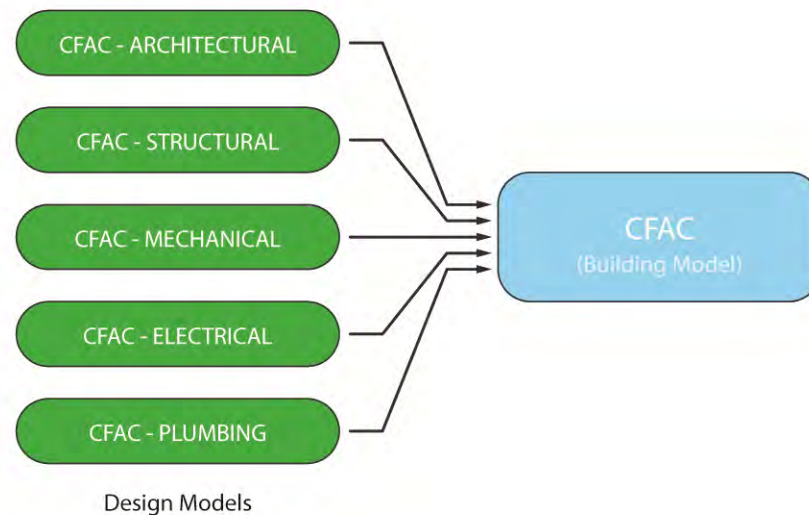 CFAC - ARCHITECTURAL
CFAC - STRUCTURAL
CFAC - MECHANICAL
CFAC - ELECTRICAL
CFAC - PLUMBING
Design Models
CFAC
(Building Model)